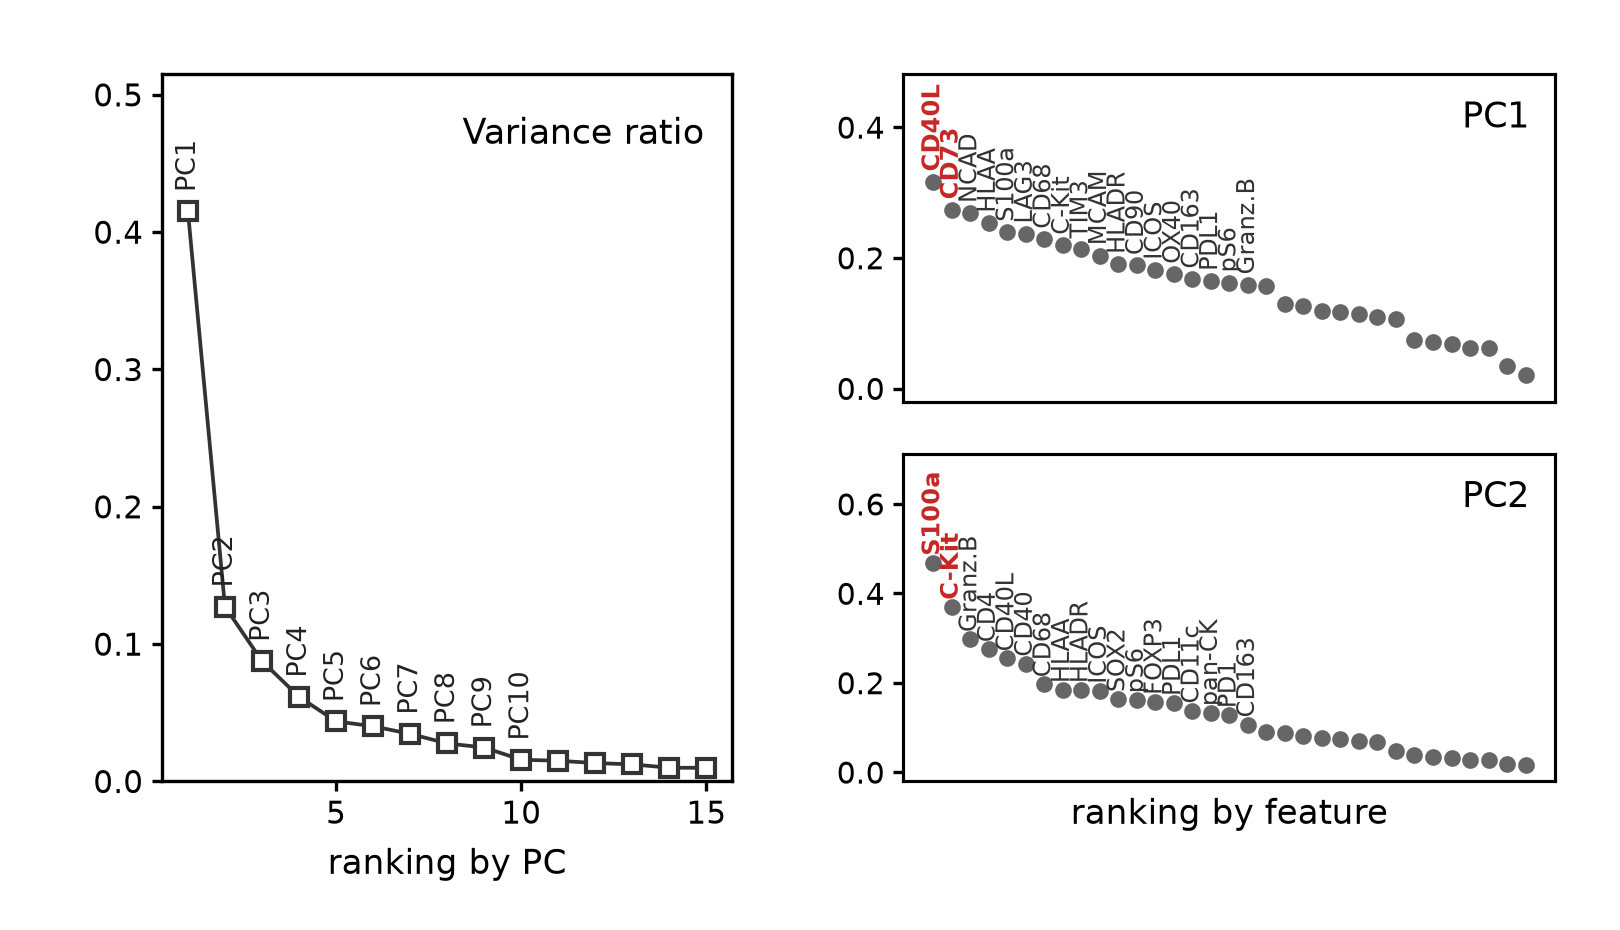 Variance ratio
0.5
0.4
0.3
0.2
0.1
0.0
PC1
PC2
PC3
PC4
PC5
PC6
PC7
PC8
PC9
PC10
5
10
15
ranking by PC
PC1
0.4
0.2
0.0
CD40L
CD73
NCAD
HLAA
S100a
LAG3
CD68
C-Kit
TIM3
MCAM
HLADR
CD90
ICOS
OX40
CD163
PDL1
pS6
Granz.B
PC2
0.6
0.4
0.2
0.0
S100a
C-Kit
Granz.B
CD4
CD40L
CD40
CD68
HLAA
HLADR
ICOS
SOX2
pS6
FOXP3
PDL1
CD11c
pan-CK
PD1
CD163
ranking by feature